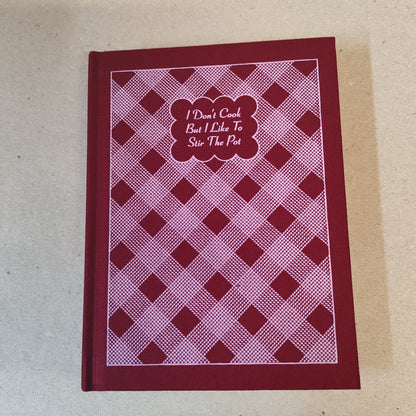 I Don't Cook
But I Like To
Stir The Pot